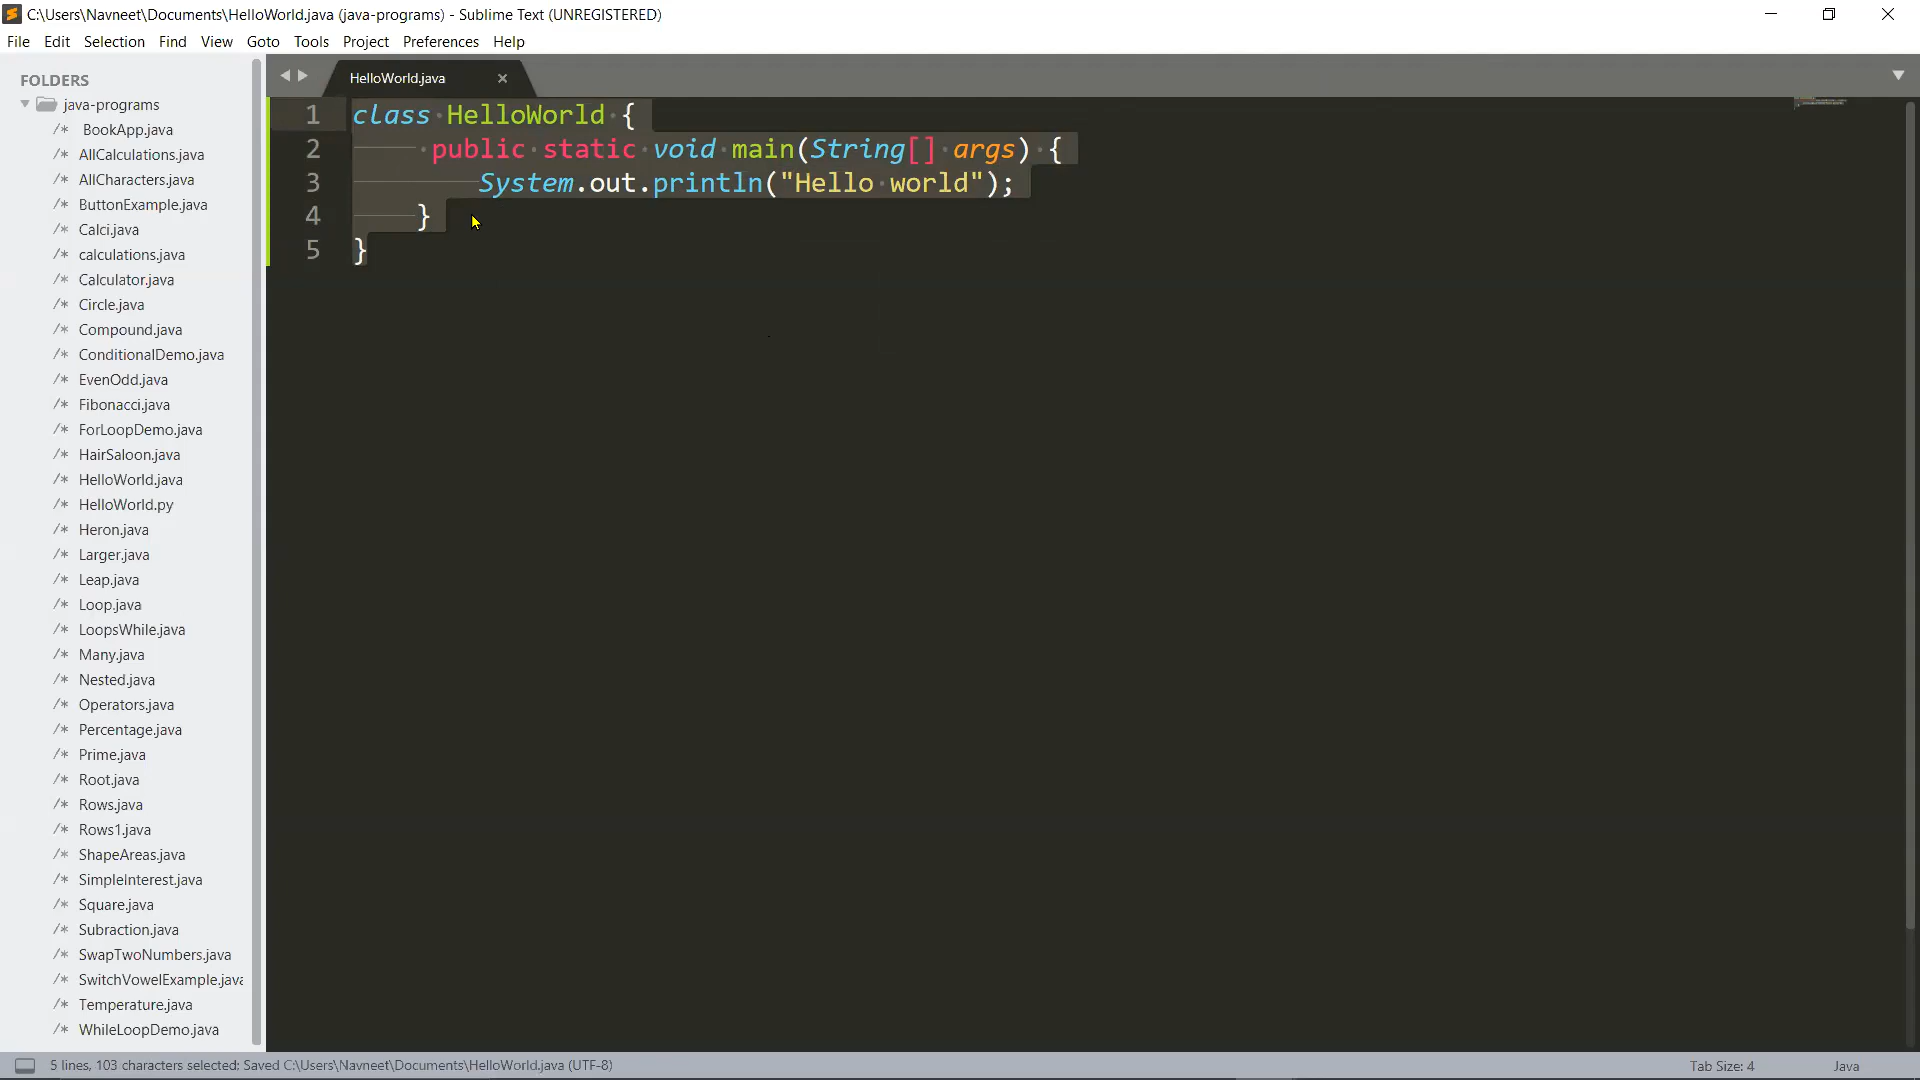 C:\Users\Navneet\Documents\HelloWorld.java (java-programs) - Sublime Text (UNREGISTERED)
File Edit Selection Find View Goto Tools Project Preferences Help
FOLDERS
java-programs
/* BookApp.java
/* AllCalculations.java
/* AllCharacters.java
/* ButtonExample.java
/* Calci.java
/* calculations.java
/* Calculator.java
/* Circle.java
/* Compound.java
/* ConditionalDemo.java
/* EvenOdd.java
/* Fibonacci.java
/* ForLoopDemo.java
/* HairSaloon.java
/* HelloWorld.java
/* HelloWorld.py
/* Heron.java
/* Larger.java
/* Leap.java
/* Loop.java
/* LoopsWhile.java
/* Many.java
/* Nested.java
/* Operators.java
/* Percentage.java
/* Prime.java
/* Root.java
/* Rows.java
/* Rows1.java
/* ShapeAreas.java
/* SimpleInterest.java
/* Square.java
/* Subraction.java
/* SwapTwoNumbers.java
/* SwitchVowelExample.java
/* Temperature.java
/* WhileLoopDemo.java
HelloWorld.java
1 class HelloWorld {
2 public static void main(String[] args) {
3 System.out.println("Hello world");
4 }
5 }
5 lines, 103 characters selected; Saved C:\Users\Navneet\Documents\HelloWorld.java (UTF-8)
Tab Size: 4
Java